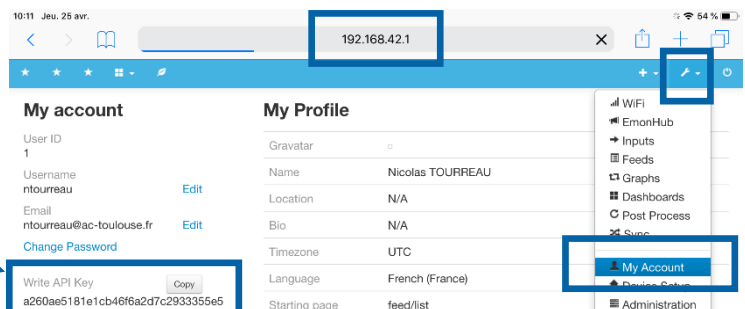 10:11 Jeu. 25 avr.
54 %
192.168.42.1
My account
User ID
1
Username
ntourreau Edit
Email
ntourreau@ac-toulouse.fr Edit
Change Password
Write API Key Copy
a260ae5181e1cb46f6a2d7c2933355e5
My Profile
Gravatar
Name Nicolas TOURREAU
Location N/A
Bio N/A
Timezone UTC
Language French (France)
Starting page feed/list
WiFi
EmonHub
Inputs
Feeds
Graphs
Dashboards
Post Process
Sync
My Account
Device Setup
Administration